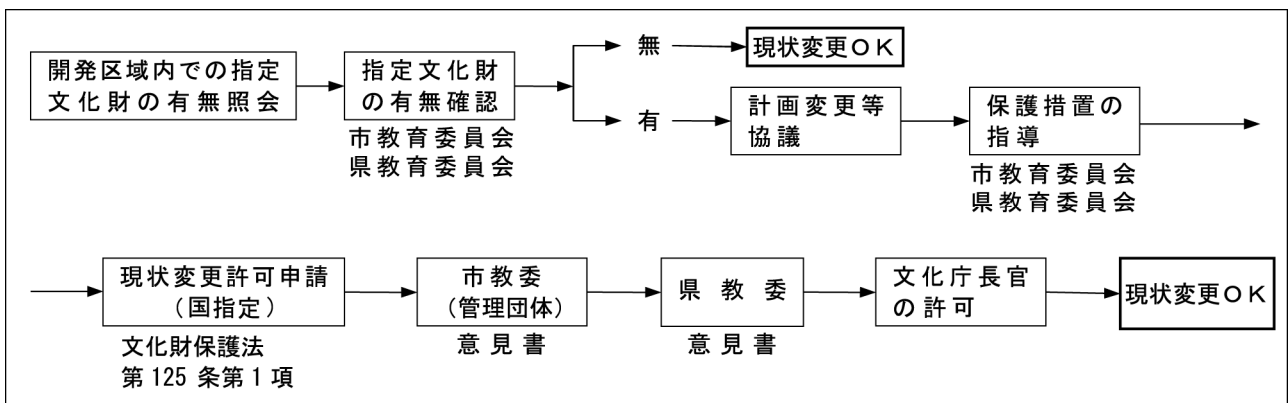 開発区域内での指定
文化財の有無照会
指定文化財
の有無確認
市教育委員会
県教育委員会
無
現状変更OK
有
計画変更等
協議
保護措置の
指導
市教育委員会
県教育委員会
現状変更許可申請
(国指定)
文化財保護法
第125条第1項
市教委
(管理団体)
意見書
県教委
意見書
文化庁長官
の許可
現状変更OK